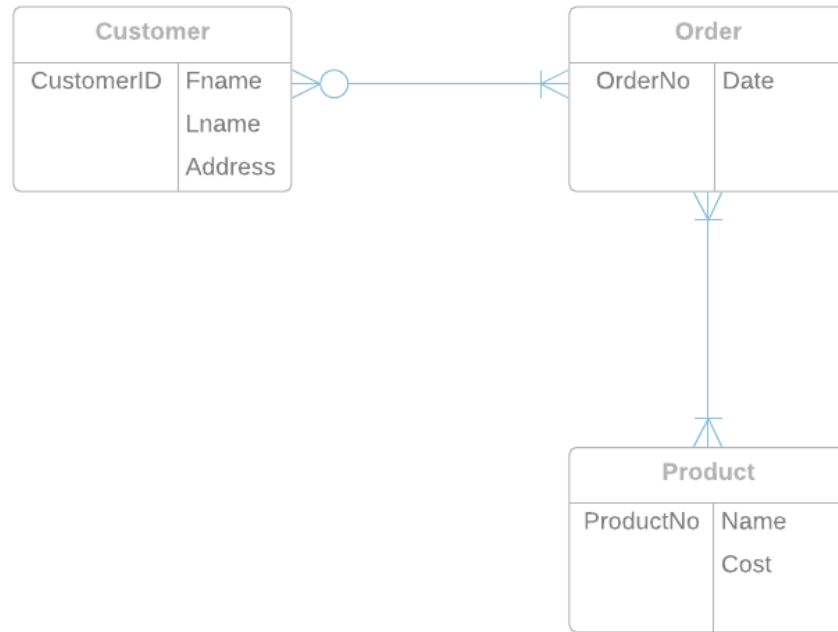 Customer
CustomerID Fname
Lname
Address
Order
OrderNo Date
Product
ProductNo Name
Cost